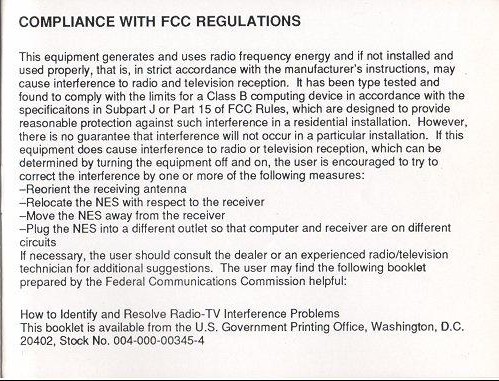 COMPLIANCE WITH FCC REGULATIONS
This equipment generates and uses radio frequency energy and if not installed and
used properly, that is, in strict accordance with the manufacturer's instructions, may
cause interference to radio and television reception. It has been type tested and
found to comply with the limits for a Class B computing device in accordance with the
specificaitons in Subpart J or Part 15 of FCC Rules, which are designed to provide
reasonable protection against such interference in a residential installation. However,
there is no guarantee that interference will not occur in a particular installation. If this
equipment does cause interference to radio or television reception, which can be
determined by turning the equipment off and on, the user is encouraged to try to
correct the interference by one or more of the following measures:
–Reorient the receiving antenna
–Relocate the NES with respect to the receiver
–Move the NES away from the receiver
–Plug the NES into a different outlet so that computer and receiver are on different
circuits
If necessary, the user should consult the dealer or an experienced radio/television
technician for additional suggestions. The user may find the following booklet
prepared by the Federal Communications Commission helpful:
How to Identify and Resolve Radio-TV Interference Problems
This booklet is available from the U.S. Government Printing Office, Washington, D.C.
20402, Stock No. 004-000-00345-4